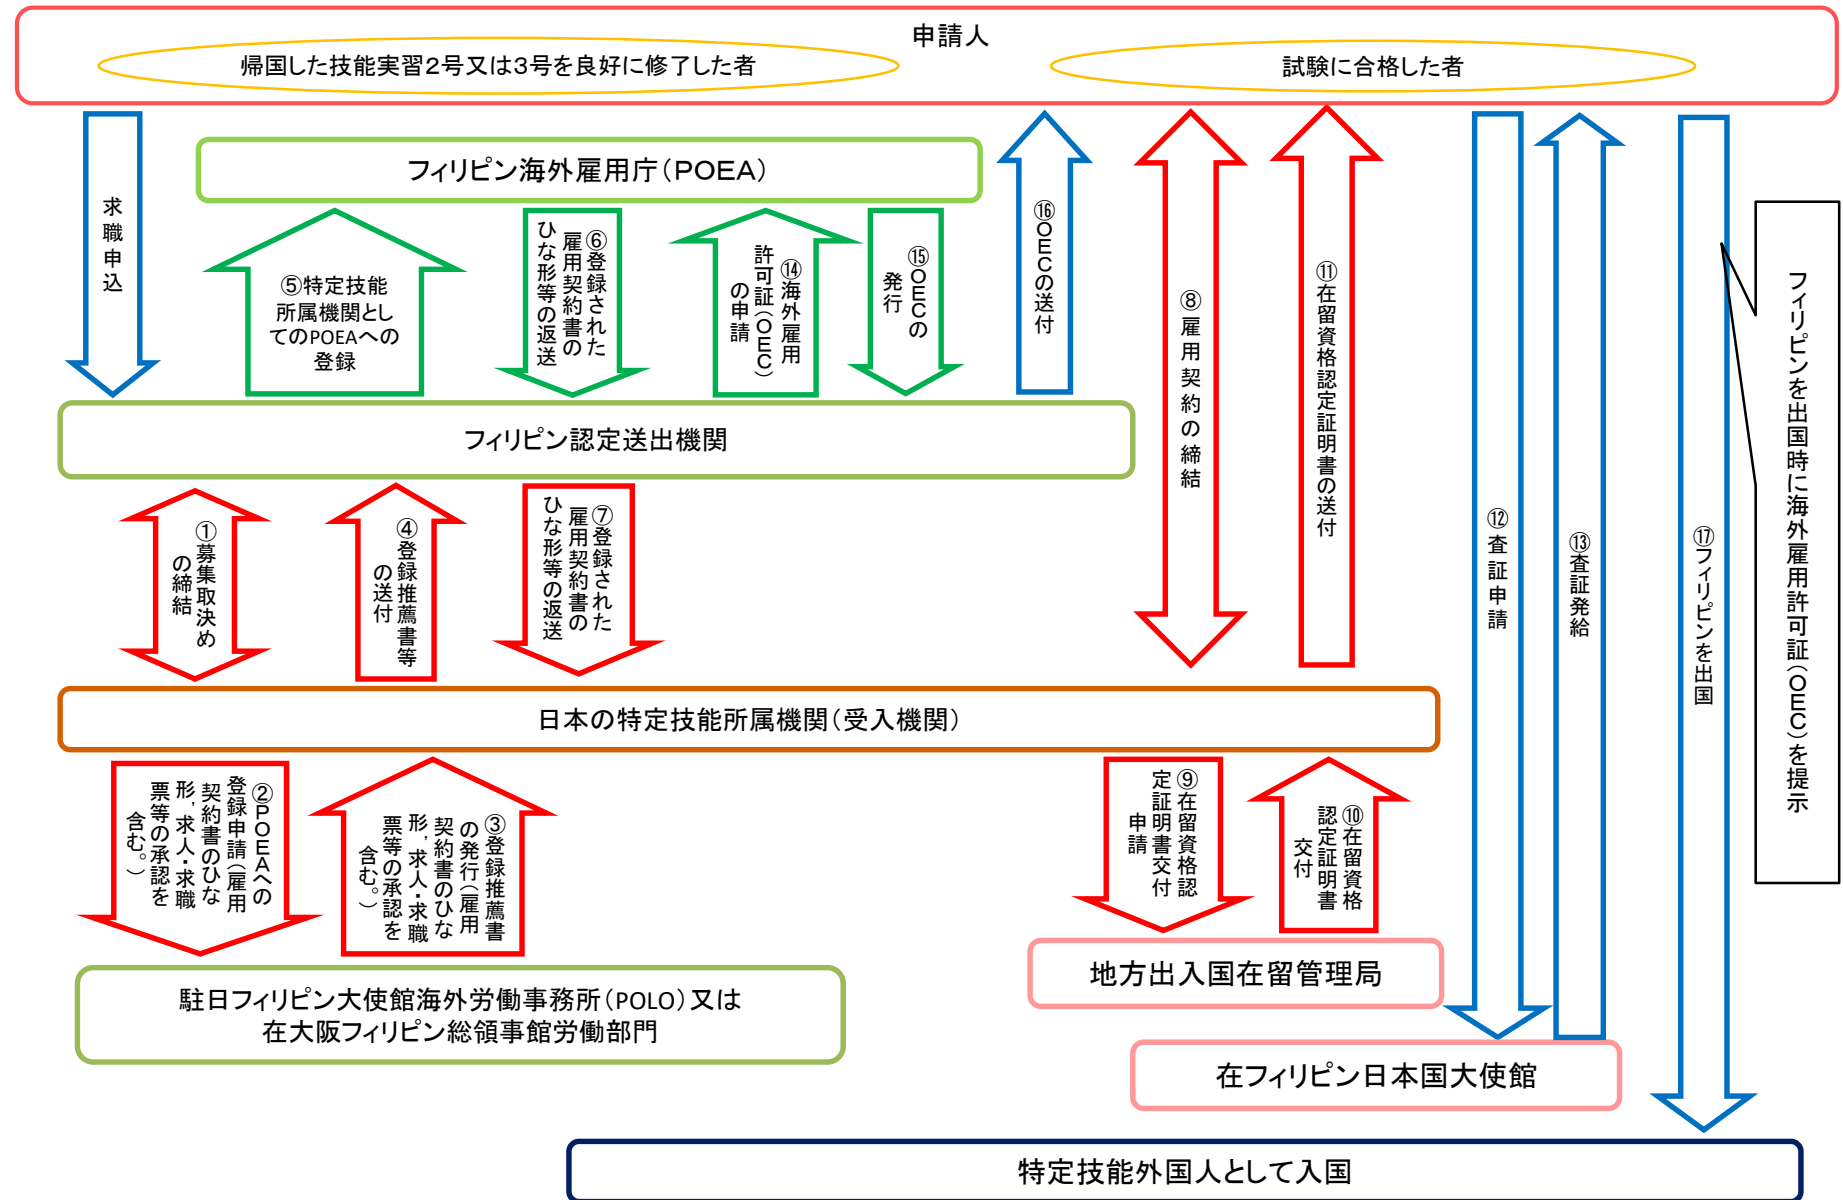 申請人
帰国した技能実習２号又は３号を良好に修了した者
試験に合格した者
フィリピン海外雇用庁（ＰＯＥＡ）
求職申込
⑤特定技能
所属機関とし
てのPOEAへの
登録
⑥登録された
雇用契約書の
ひな形等の返送
⑭海外雇用
許可証（ＯＥＣ）
の申請
⑮ＯＥＣの
発行
⑯ＯＥＣの送付
⑧雇用契約の締結
⑪在留資格認定証明書の送付
⑫査証申請
⑬査証発給
⑰フィリピンを出国
フィリピンを出国時に海外雇用許可証（ＯＥＣ）を提示
フィリピン認定送出機関
①募集取決め
の締結
④登録推薦書等
の送付
⑦登録された
雇用契約書の
ひな形等の返送
日本の特定技能所属機関（受入機関）
②ＰＯＥＡへの
登録申請（雇用
契約書のひな
形，求人・求職
票等の承認を
含む。）
③登録推薦書
の発行（雇用
契約書のひな
形，求人・求職
票等の承認を
含む。）
⑨在留資格認
定証明書交付
申請
⑩在留資格
認定証明書
交付
駐日フィリピン大使館海外労働事務所（POLO）又は
在大阪フィリピン総領事館労働部門
地方出入国在留管理局
在フィリピン日本国大使館
特定技能外国人として入国